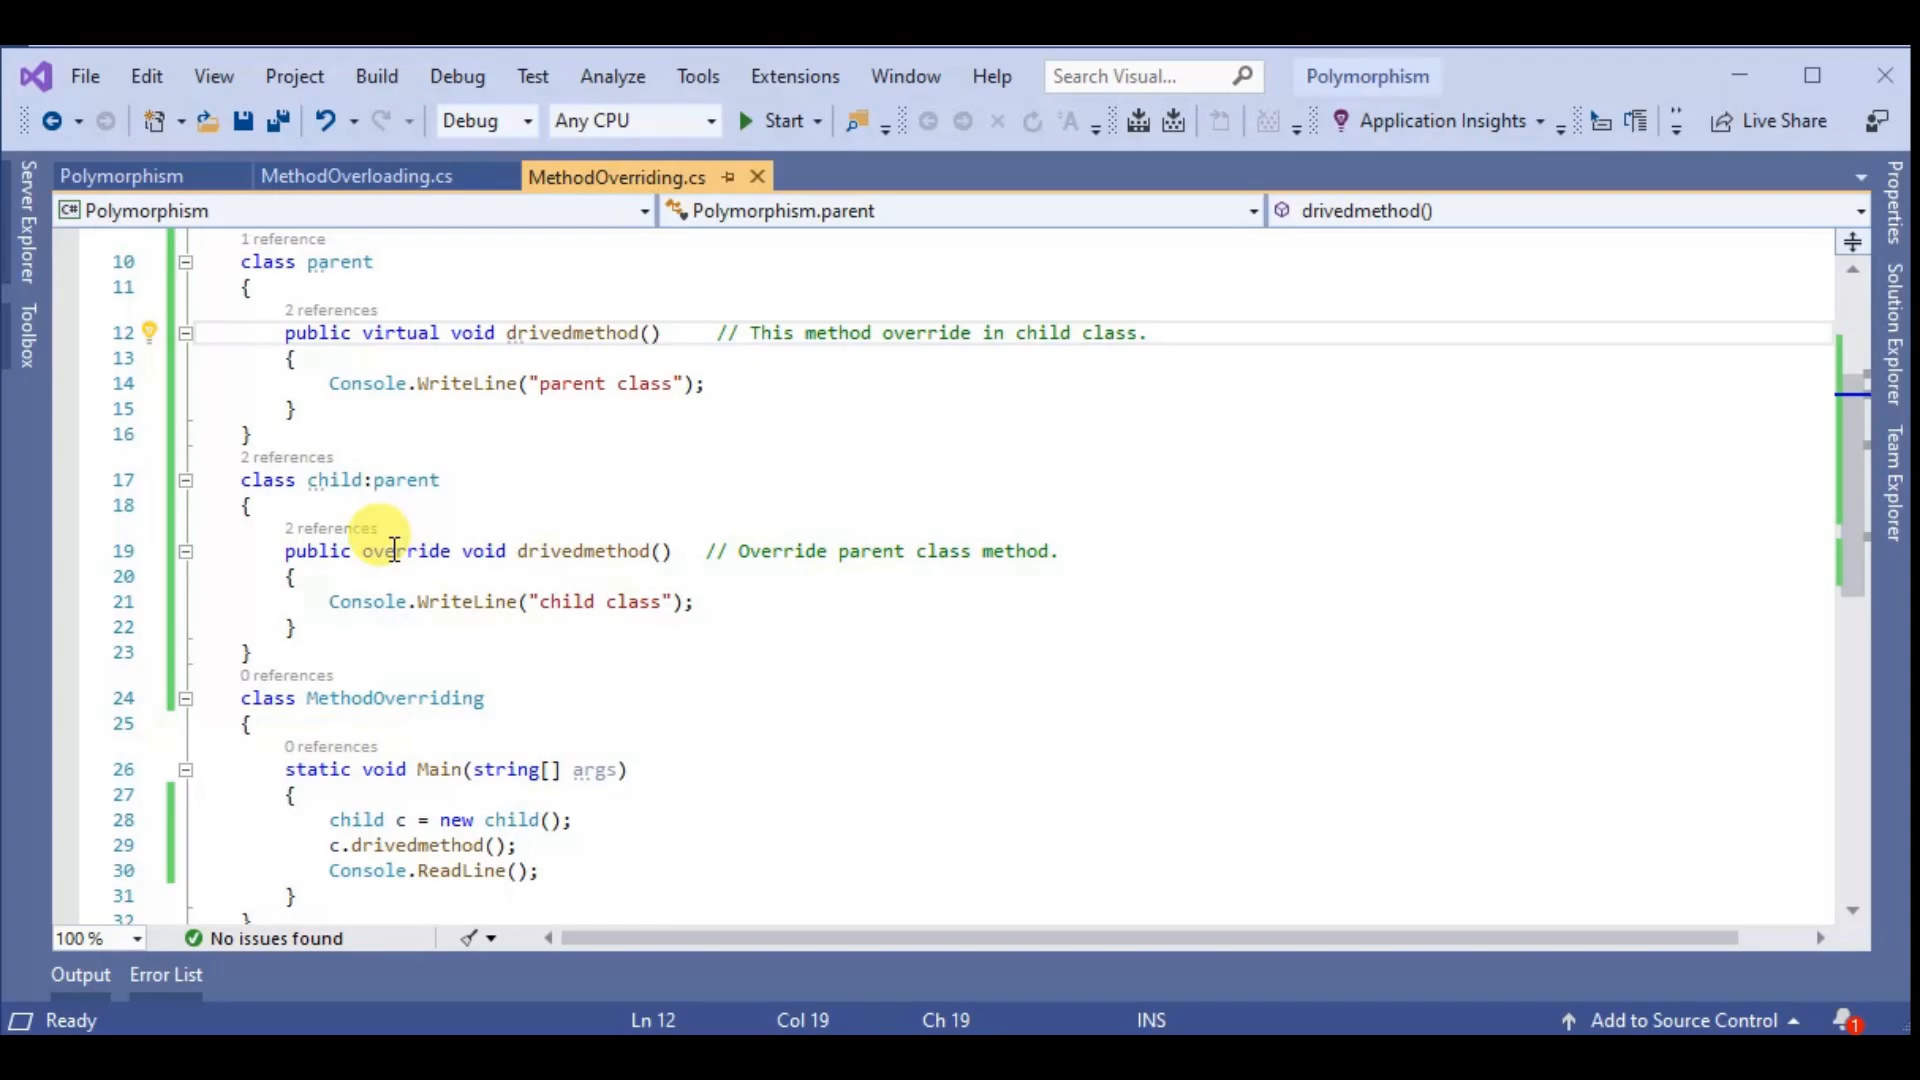 File Edit View Project Build Debug Test Analyze Tools Extensions Window Help Search Visual... Polymorphism
Debug Any CPU Start Application Insights Live Share
Polymorphism MethodOverloading.cs MethodOverriding.cs
C# Polymorphism Polymorphism.parent drivedmethod()
Server Explorer
Toolbox
Properties
Solution Explorer
Team Explorer
1 reference
10 class parent
11 {
2 references
12 public virtual void drivedmethod() // This method override in child class.
13 {
14 Console.WriteLine("parent class");
15 }
16 }
2 references
17 class child:parent
18 {
2 references
19 public override void drivedmethod() // Override parent class method.
20 {
21 Console.WriteLine("child class");
22 }
23 }
0 references
24 class MethodOverriding
25 {
0 references
26 static void Main(string[] args)
27 {
28 child c = new child();
29 c.drivedmethod();
30 Console.ReadLine();
31 }
32 }
100 % No issues found
Output Error List
Ready Ln 12 Col 19 Ch 19 INS Add to Source Control 1